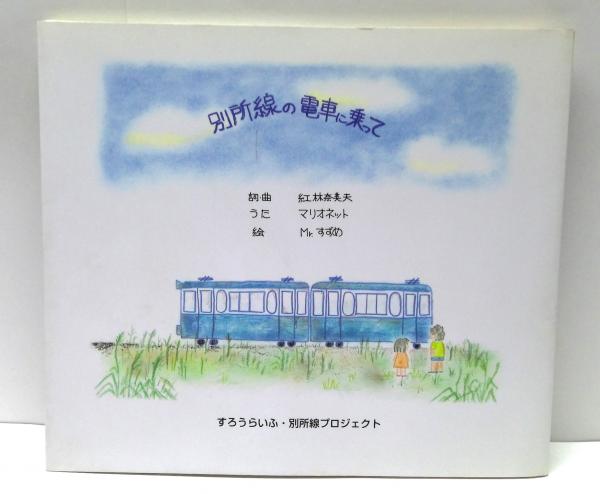 別所線の電車に乗って
詞・曲 紅林奈美夫
うた マリオネット
絵 Mr.すずめ
すろうらいふ・別所線プロジェクト